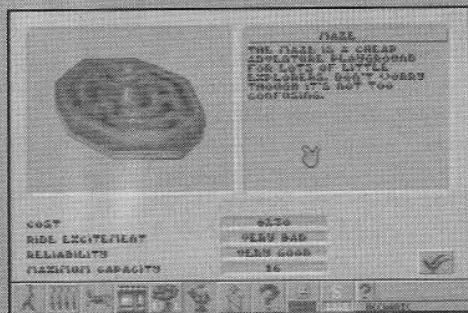 MAZE
THE MAZE IS A CHEAP
ADVENTURE PLAYGROUND
FOR LOTS OF LITTLE
EXPLORERS. DON'T WORRY
THOUGH IT'S NOT TOO
CONFUSING.
COST
RIDE EXCITEMENT VERY BAD
RELIABILITY VERY GOOD
MAXIMUM CAPACITY 16
?
?